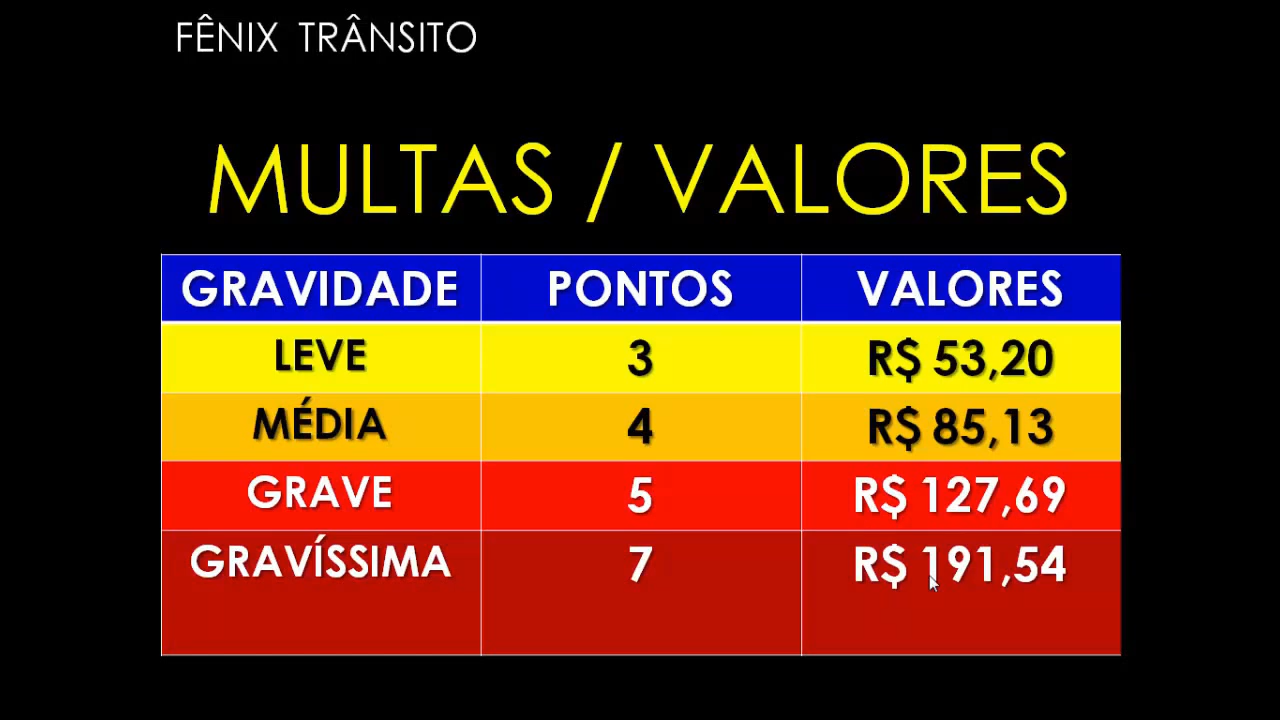 FÊNIX TRÂNSITO
MULTAS / VALORES
GRAVIDADE PONTOS VALORES
LEVE 3 R$ 53,20
MÉDIA 4 R$ 85,13
GRAVE 5 R$ 127,69
GRAVÍSSIMA 7 R$ 191,54